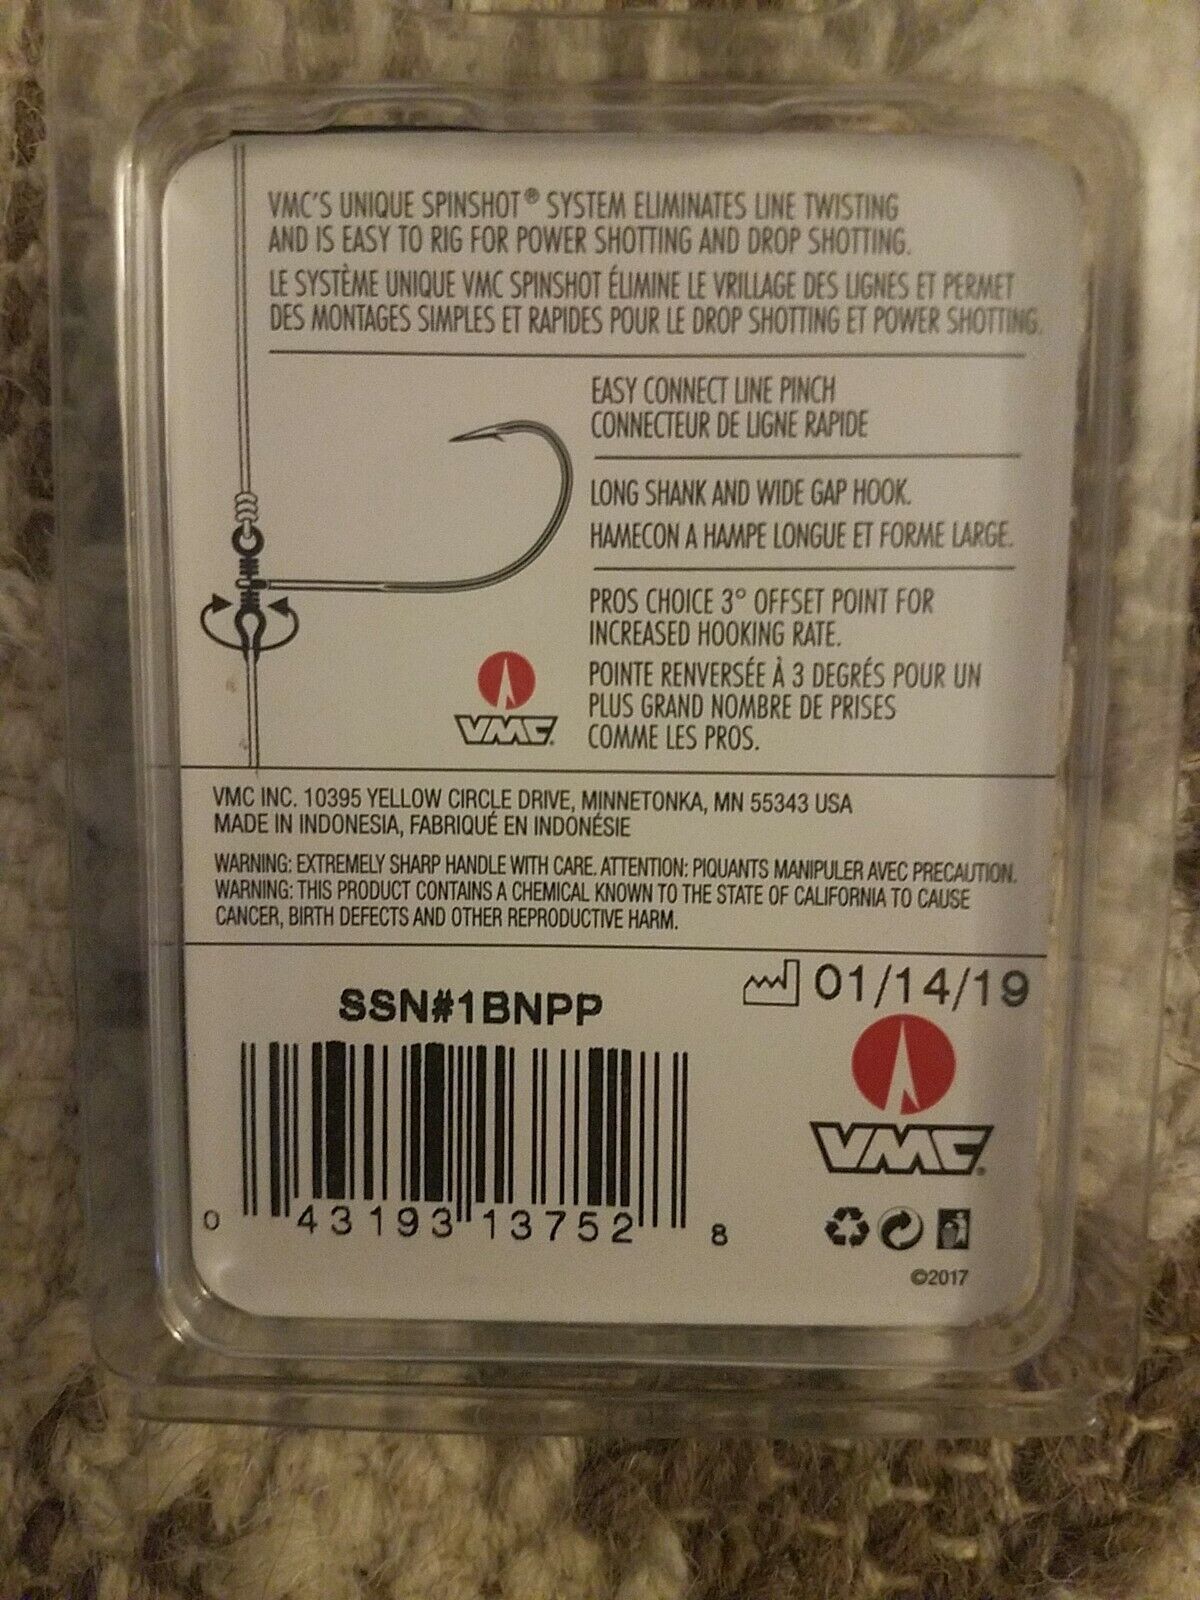 VMC'S UNIQUE SPINSHOT® SYSTEM ELIMINATES LINE TWISTING
AND IS EASY TO RIG FOR POWER SHOTTING AND DROP SHOTTING.
LE SYSTÈME UNIQUE VMC SPINSHOT ÉLIMINE LE VRILLAGE DES LIGNES ET PERMET
DES MONTAGES SIMPLES ET RAPIDES POUR LE DROP SHOTTING ET POWER SHOTTING.
EASY CONNECT LINE PINCH
CONNECTEUR DE LIGNE RAPIDE
LONG SHANK AND WIDE GAP HOOK.
HAMECON A HAMPE LONGUE ET FORME LARGE.
PROS CHOICE 3° OFFSET POINT FOR
INCREASED HOOKING RATE.
POINTE RENVERSÉE À 3 DEGRÉS POUR UN
PLUS GRAND NOMBRE DE PRISES
COMME LES PROS.
VMC®
VMC INC. 10395 YELLOW CIRCLE DRIVE, MINNETONKA, MN 55343 USA
MADE IN INDONESIA, FABRIQUÉ EN INDONÉSIE
WARNING: EXTREMELY SHARP HANDLE WITH CARE. ATTENTION: PIQUANTS MANIPULER AVEC PRECAUTION.
WARNING: THIS PRODUCT CONTAINS A CHEMICAL KNOWN TO THE STATE OF CALIFORNIA TO CAUSE
CANCER, BIRTH DEFECTS AND OTHER REPRODUCTIVE HARM.
01/14/19
SSN#1BNPP
VMC®
0 43193 13752 8
©2017